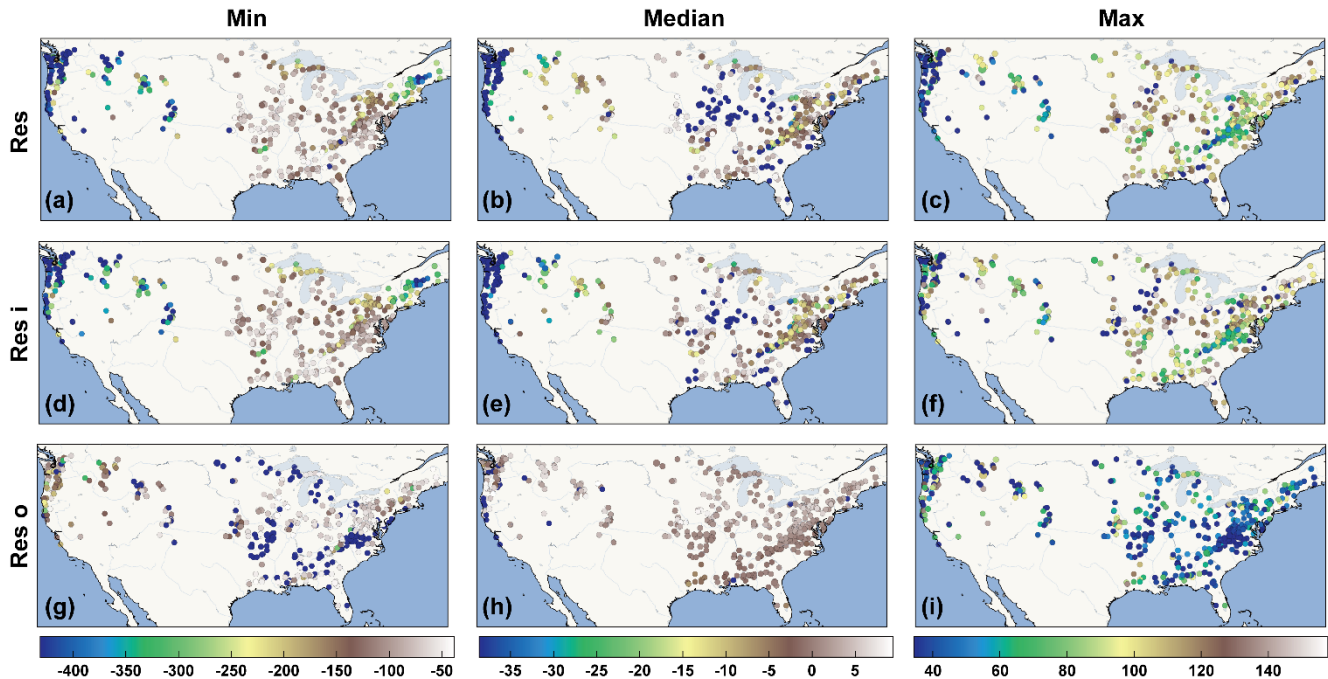 Min Median Max
Res
(a) (b) (c)
Res i
(d) (e) (f)
Res o
(g) (h) (i)
-400 -350 -300 -250 -200 -150 -100 -50 -35 -30 -25 -20 -15 -10 -5 0 5 40 60 80 100 120 140